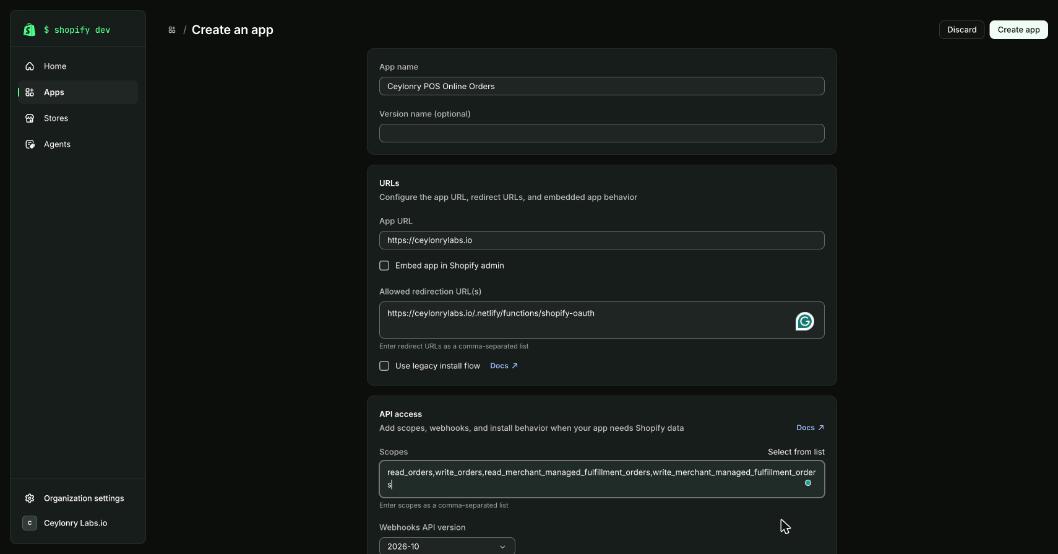 $ shopify dev
Home
Apps
Stores
Agents
Organization settings
C
Ceylonry Labs.io
/ Create an app
Discard
Create app
App name
Ceylonry POS Online Orders
Version name (optional)
URLs
Configure the app URL, redirect URLs, and embedded app behavior
App URL
https://ceylonrylabs.io
Embed app in Shopify admin
Allowed redirection URL(s)
https://ceylonrylabs.io/.netlify/functions/shopify-oauth
Enter redirect URLs as a comma-separated list
Use legacy install flow Docs ↗
API access
Add scopes, webhooks, and install behavior when your app needs Shopify data
Docs ↗
Scopes
Select from list
read_orders,write_orders,read_merchant_managed_fulfillment_orders,write_merchant_managed_fulfillment_order
s
Enter scopes as a comma-separated list
Webhooks API version
2026-10